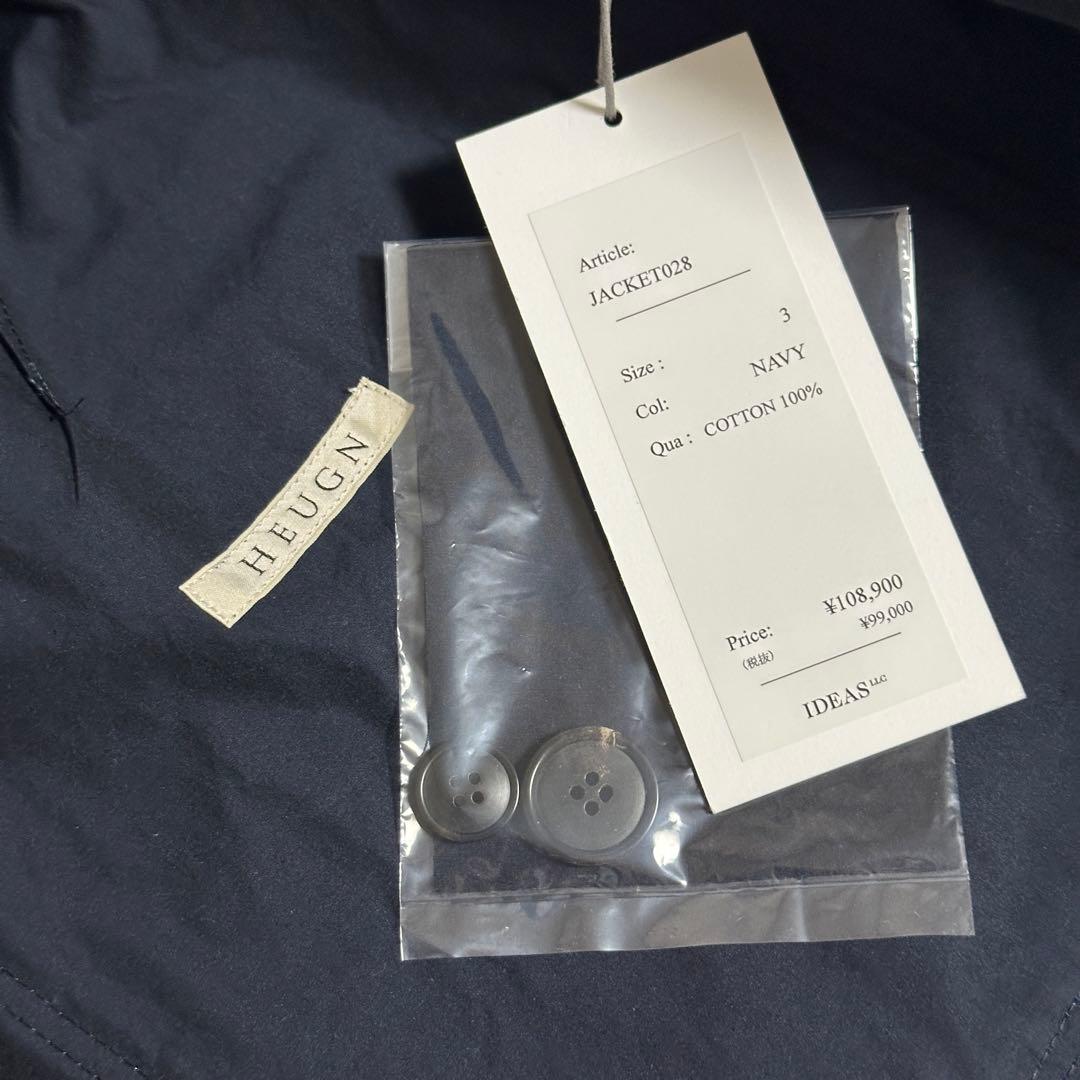 HEUGN
Article:
JACKET028
Size : 3
Col: NAVY
Qua : COTTON 100%
Price: ¥108,900
(税抜) ¥99,000
IDEAS LLC